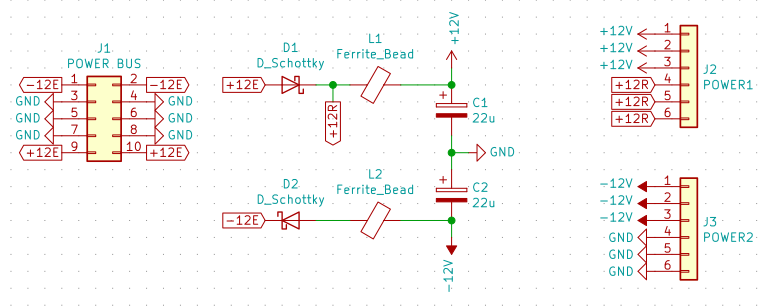 J1
POWER BUS
-12E 1 2 -12E
GND 3 4 GND
GND 5 6 GND
GND 7 8 GND
+12E 9 10 +12E
D1
D_Schottky
+12E
+12R
L1
Ferrite_Bead
+12V
+
C1
22u
GND
D2
D_Schottky
-12E
L2
Ferrite_Bead
+
C2
22u
-12V
+12V 1
+12V 2
+12V 3
+12R 4
+12R 5
+12R 6
J2
POWER1
-12V 1
-12V 2
-12V 3
GND 4
GND 5
GND 6
J3
POWER2